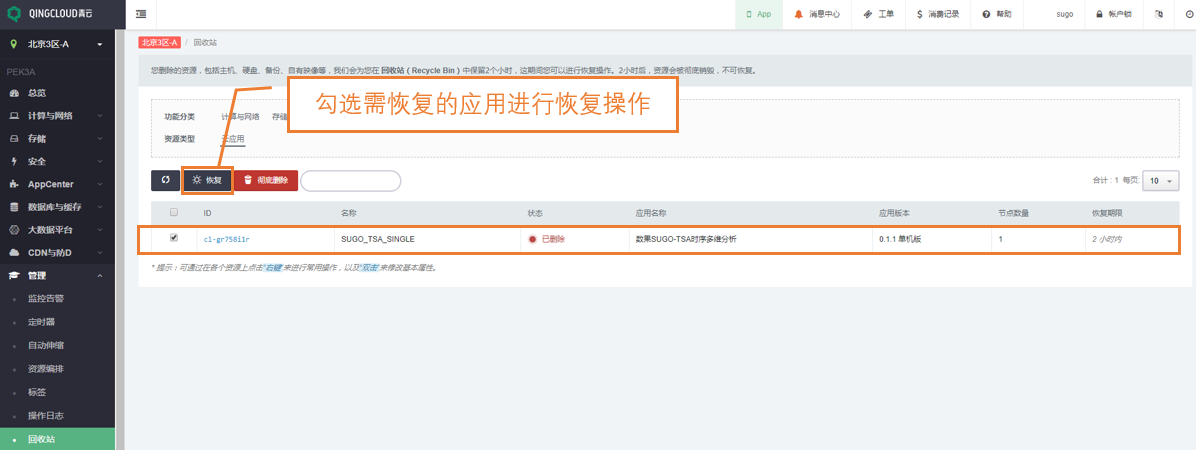 QINGCLOUD青云
App
消息中心
工单
消费记录
帮助
sugo
帐户锁
北京3区-A
北京3区-A / 回收站
PEK3A
您删除的资源，包括主机、硬盘、备份、自有映像等，我们会为您在 回收站（Recycle Bin）中保留2个小时，这期间您可以进行恢复操作。2小时后，资源会被彻底销毁，不可恢复。
勾选需恢复的应用进行恢复操作
总览
计算与网络
存储
安全
AppCenter
数据库与缓存
大数据平台
CDN与防D
管理
监控告警
定时器
自动伸缩
资源编排
标签
操作日志
回收站
功能分类 计算与网络 存储
资源类型 云应用
恢复 彻底删除
合计：1 每页: 10
ID 名称 状态 应用名称 应用版本 节点数量 恢复期限
cl-gr758i1r SUGO_TSA_SINGLE 已删除 数果SUGO-TSA时序多维分析 0.1.1 单机版 1 2 小时内
* 提示：可通过在各个资源上点击"右键"来进行常用操作，以及"双击"来修改基本属性。